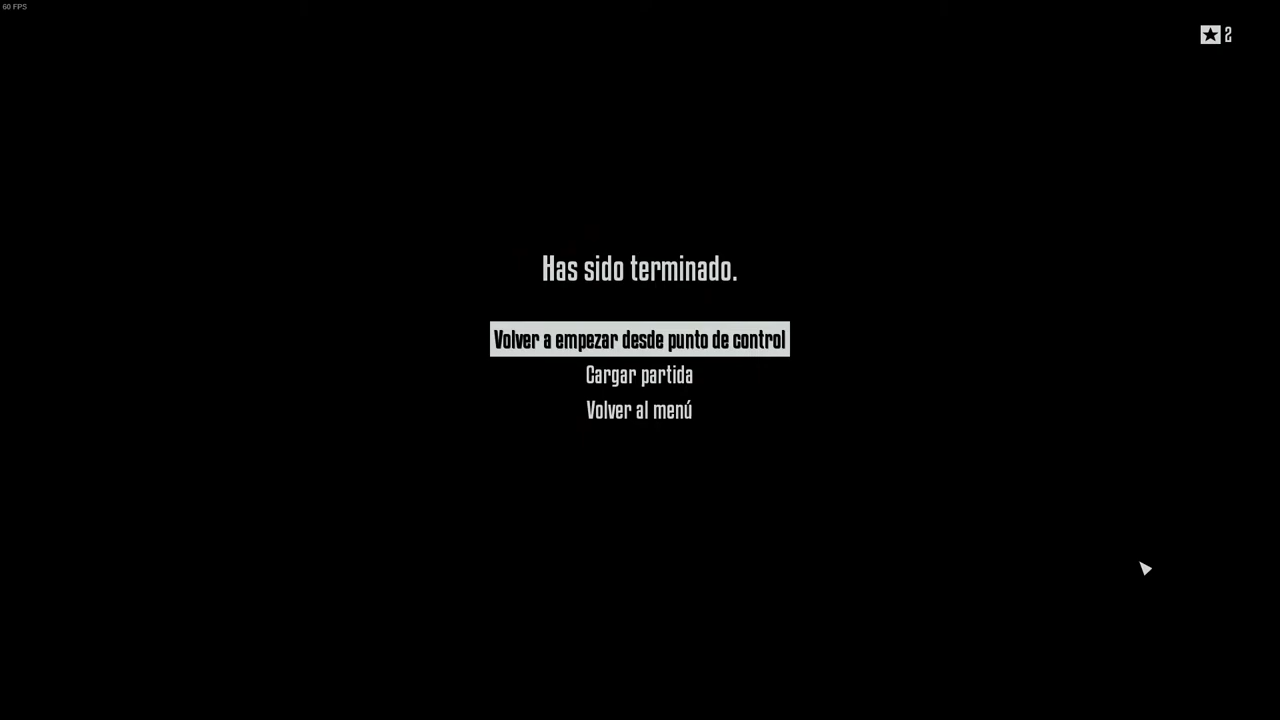 60 FPS
2
Has sido terminado.
Volver a empezar desde punto de control
Cargar partida
Volver al menú